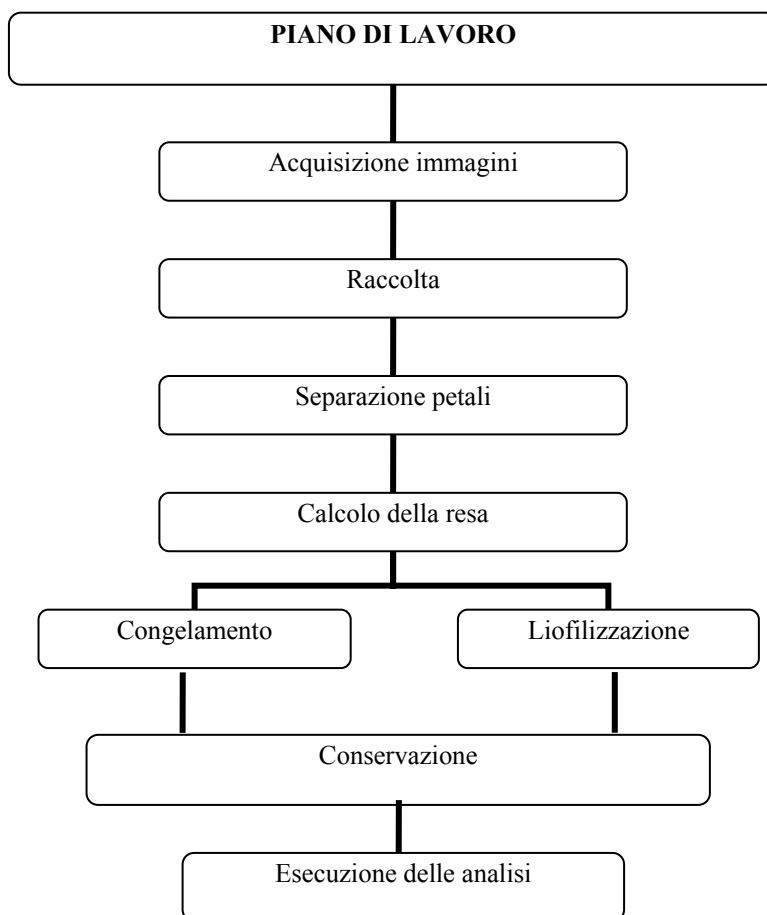 PIANO DI LAVORO
Acquisizione immagini
Raccolta
Separazione petali
Calcolo della resa
Congelamento
Liofilizzazione
Conservazione
Esecuzione delle analisi